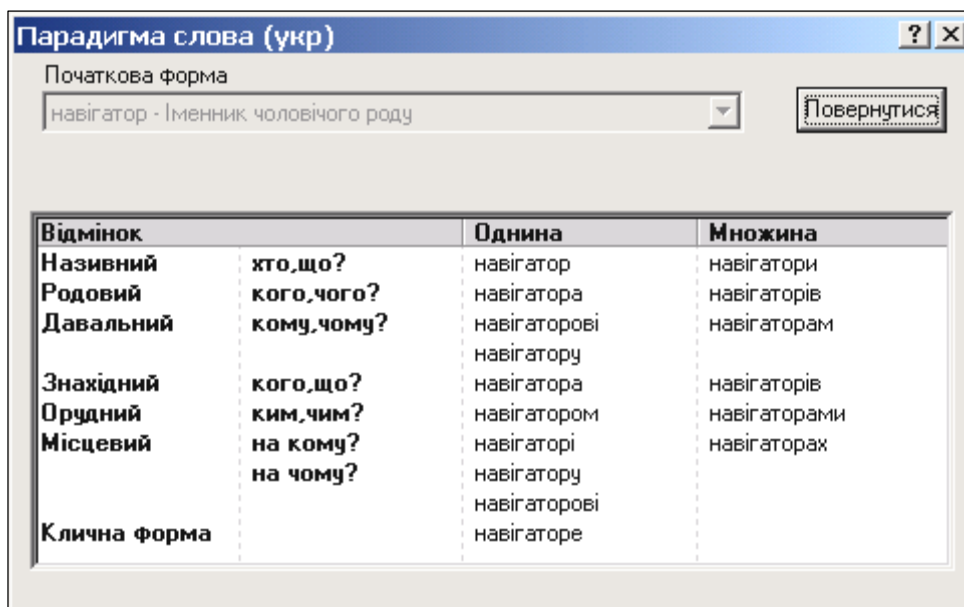 Парадигма слова (укр)
Початкова форма
навігатор - Іменник чоловічого роду
Повернутися
Відмінок Однина Множина
Називний хто,що? навігатор навігатори
Родовий кого,чого? навігатора навігаторів
Давальний кому,чому? навігаторові навігаторам
навігатору
Знахідний кого,що? навігатора навігаторів
Орудний ким,чим? навігатором навігаторами
Місцевий на кому? навігаторі навігаторах
на чому? навігатору
навігаторові
Клична форма навігаторе